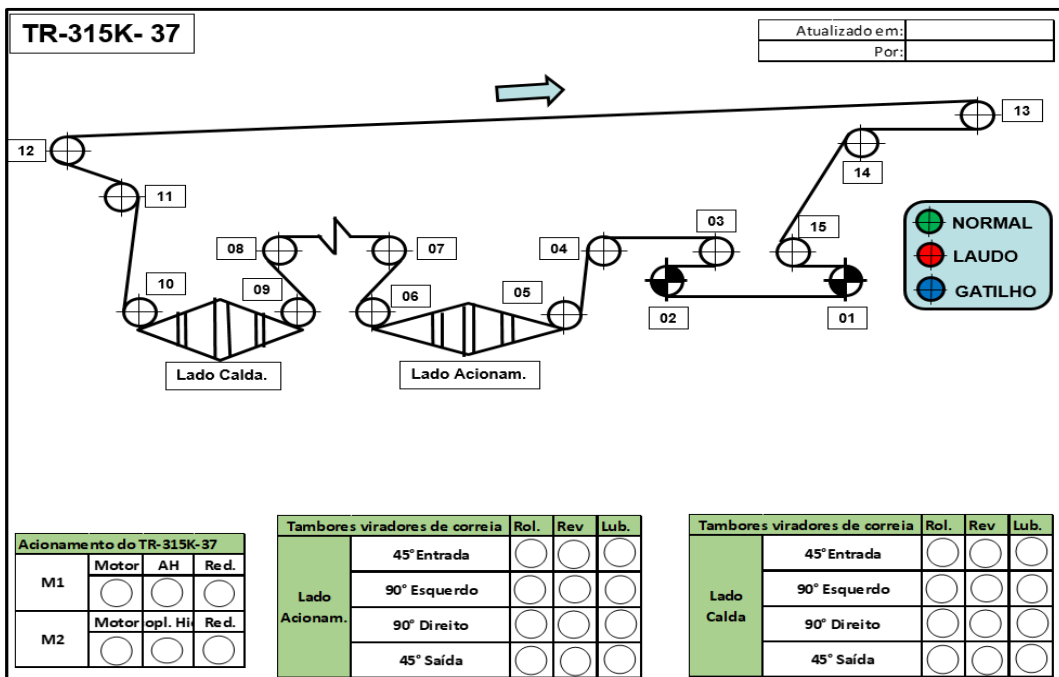 TR-315K- 37
Atualizado em:
Por:
13
12
14
11
03
15
NORMAL
08
07
04
LAUDO
10
09
06
05
GATILHO
02
01
Lado Calda.
Lado Acionam.
Acionamento do TR-315K-37
M1
Motor AH Red.
M2
Motor opl. Hi Red.
Tambores viradores de correia Rol. Rev Lub.
Lado Acionam.
45° Entrada
90° Esquerdo
90° Direito
45° Saída
Tambores viradores de correia Rol. Rev Lub.
Lado
Calda
45° Entrada
90° Esquerdo
90° Direito
45° Saída